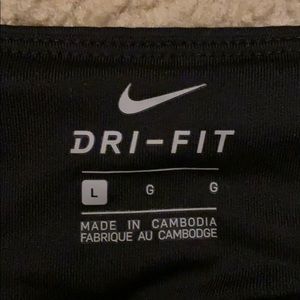 DRI-FIT
L G G
MADE IN CAMBODIA
FABRIQUE AU CAMBODGE